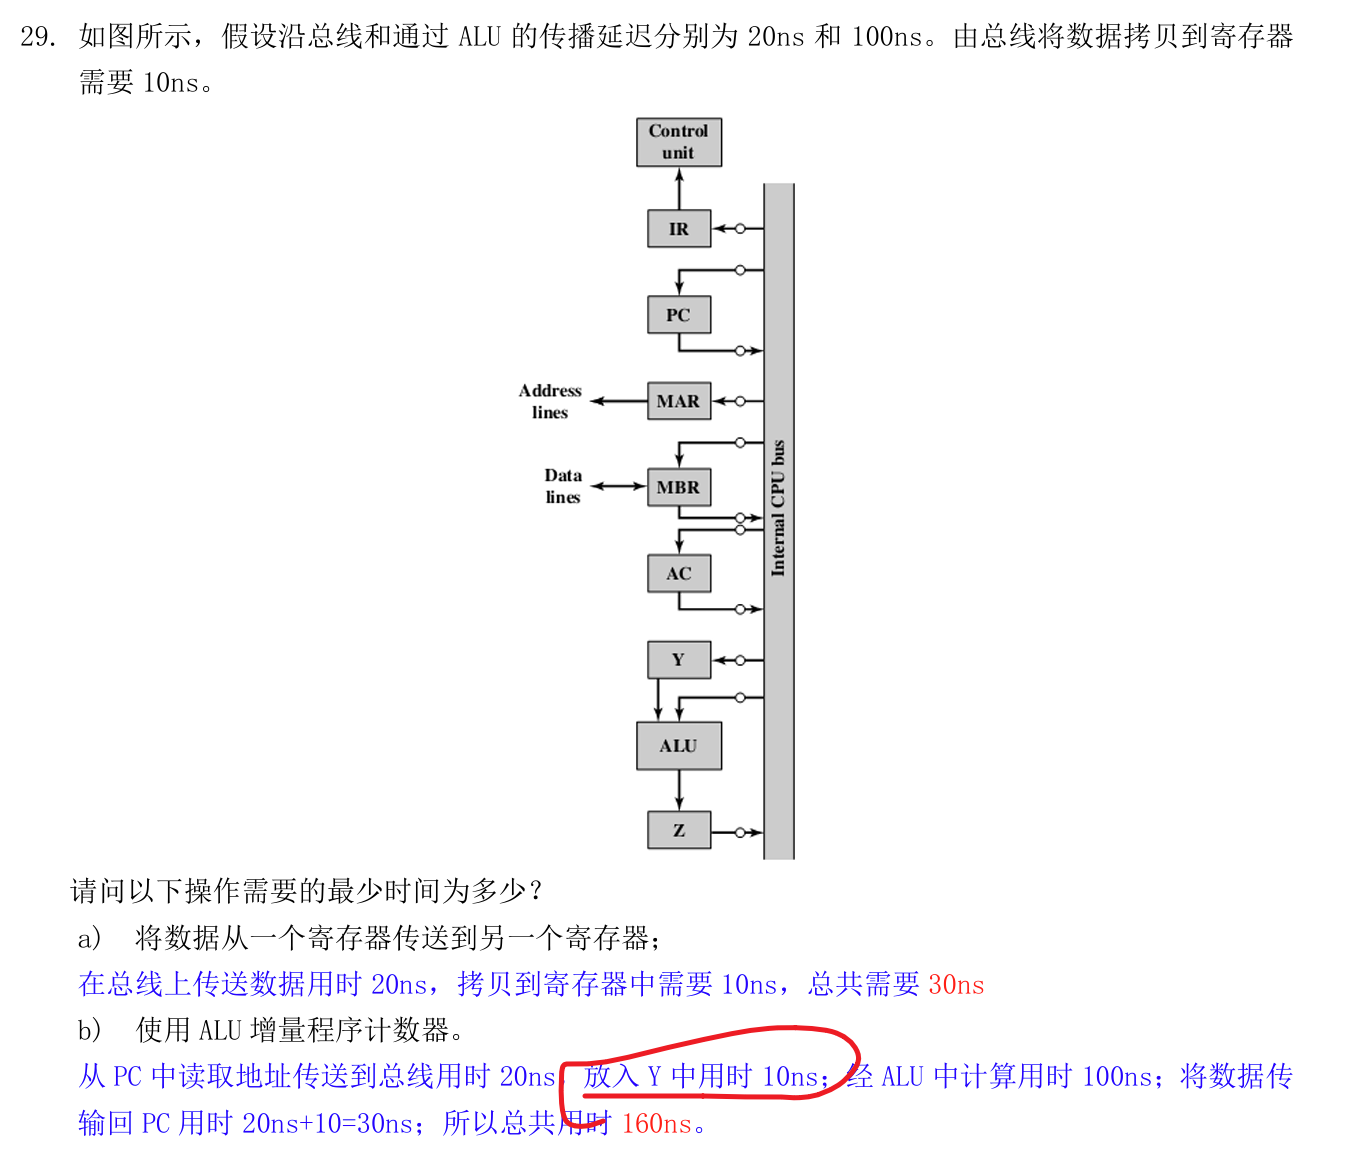 29. 如图所示，假设沿总线和通过 ALU 的传播延迟分别为 20ns 和 100ns。由总线将数据拷贝到寄存器
需要 10ns。
Control
unit
IR
PC
Address
lines
MAR
Data
lines
MBR
Internal CPU bus
AC
Y
ALU
Z
请问以下操作需要的最少时间为多少？
a) 将数据从一个寄存器传送到另一个寄存器；
在总线上传送数据用时 20ns，拷贝到寄存器中需要 10ns，总共需要 30ns
b) 使用 ALU 增量程序计数器。
从 PC 中读取地址传送到总线用时 20ns，放入 Y 中用时 10ns；经 ALU 中计算用时 100ns；将数据传
输回 PC 用时 20ns+10=30ns；所以总共用时 160ns。